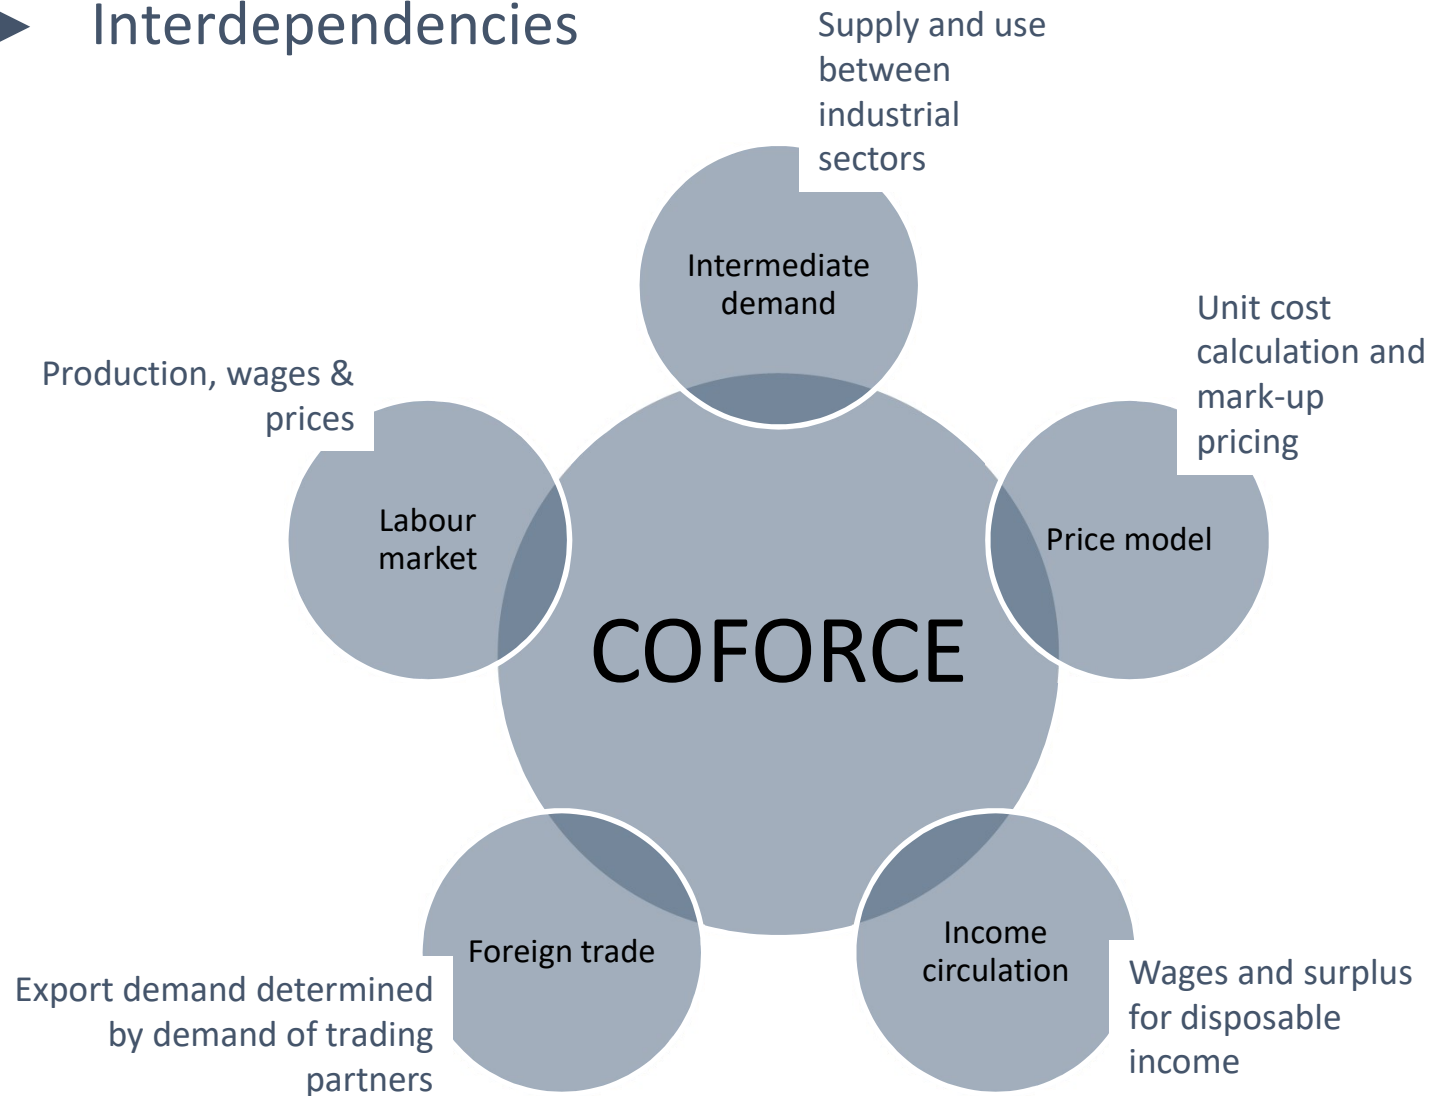 Interdependencies
Supply and use
between
industrial
sectors
Intermediate
demand
Unit cost
calculation and
mark-up
pricing
Price model
Production, wages &
prices
Labour
market
COFORCE
Foreign trade
Export demand determined
by demand of trading
partners
Income
circulation
Wages and surplus
for disposable
income